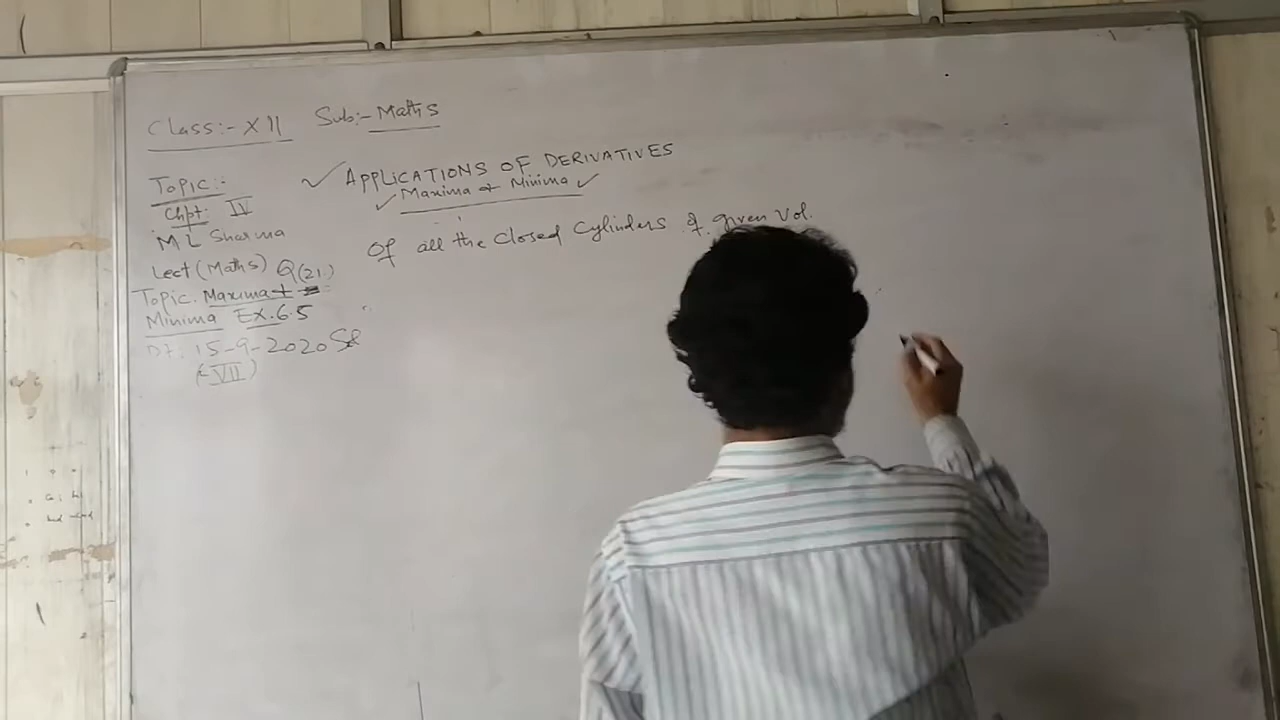 Class:- XII Sub:- Maths
Topic:-
Chpt: IV
M L Sharma
Lect (Maths) Q(21.)
Topic. Maxima +
Minima EX. 6.5
DT: 15-9-2020
(VII)
✓ APPLICATIONS OF DERIVATIVES
✓ Maxima & Minima ✓
Of all the Closed Cylinders of given Vol.